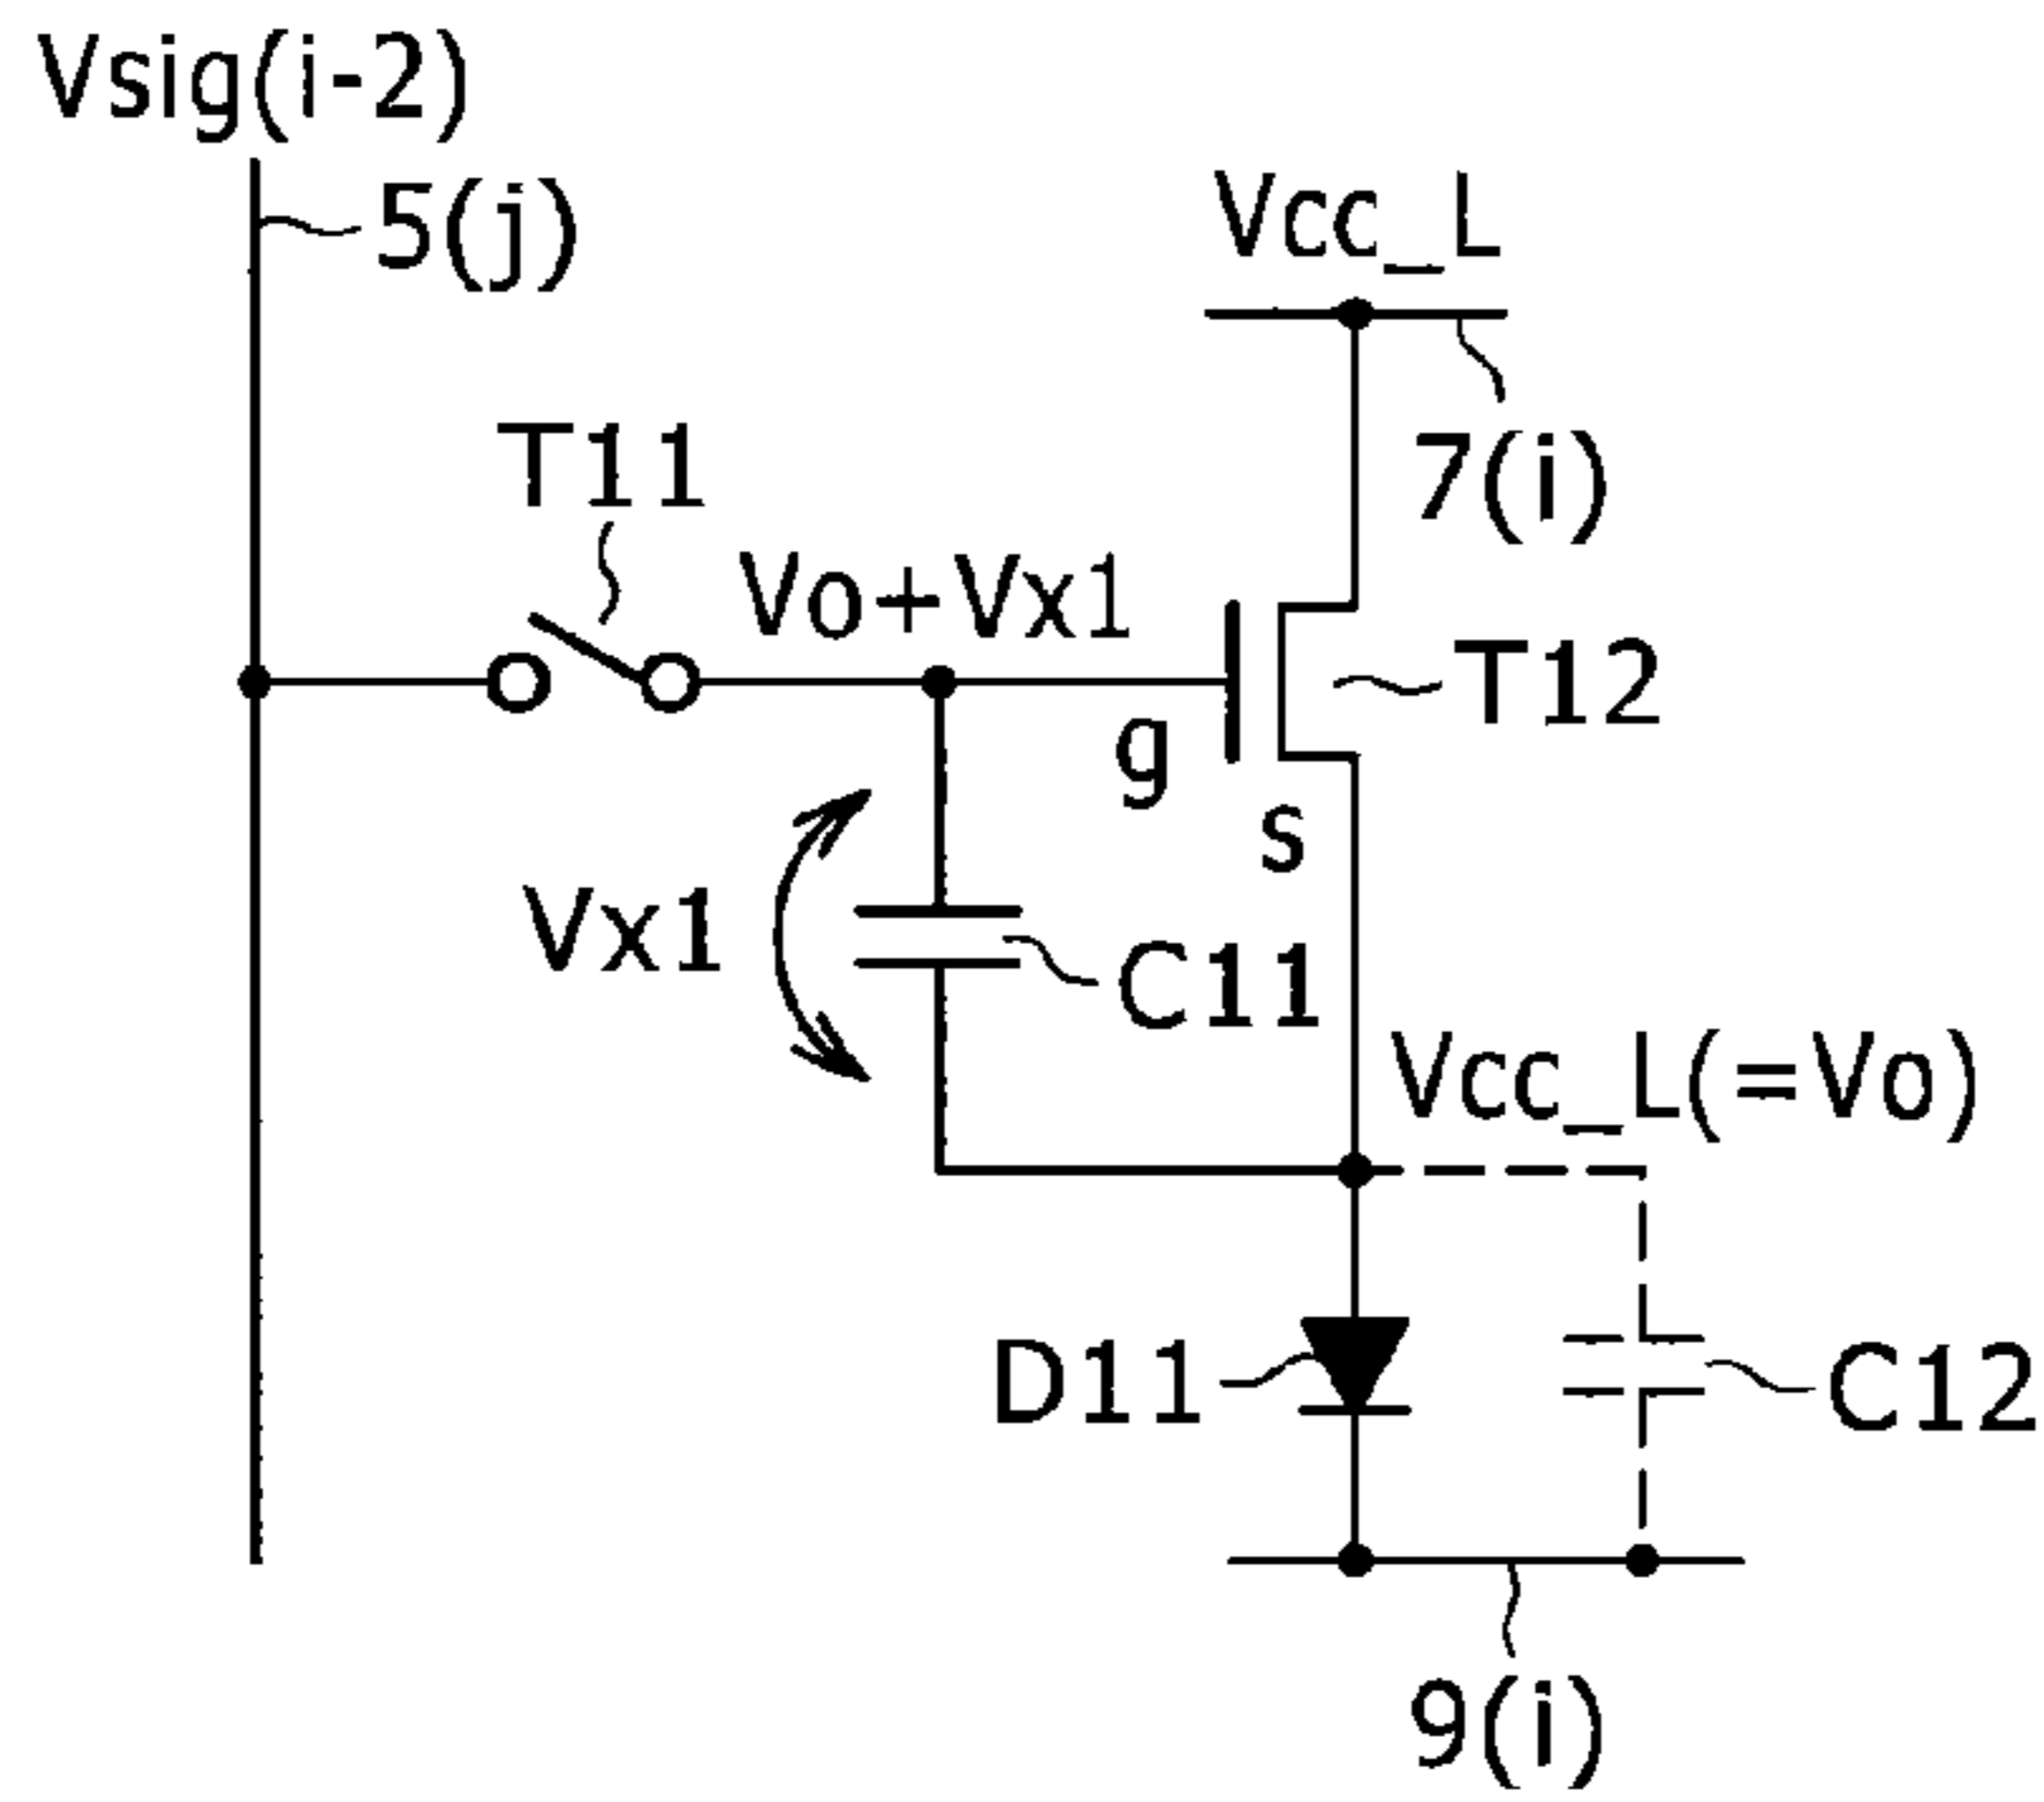 Vsig(i-2)
5(j)
Vcc_L
7(i)
T11
Vo+Vx1
T12
g
s
Vx1
C11
Vcc_L(=Vo)
D11
C12
9(i)